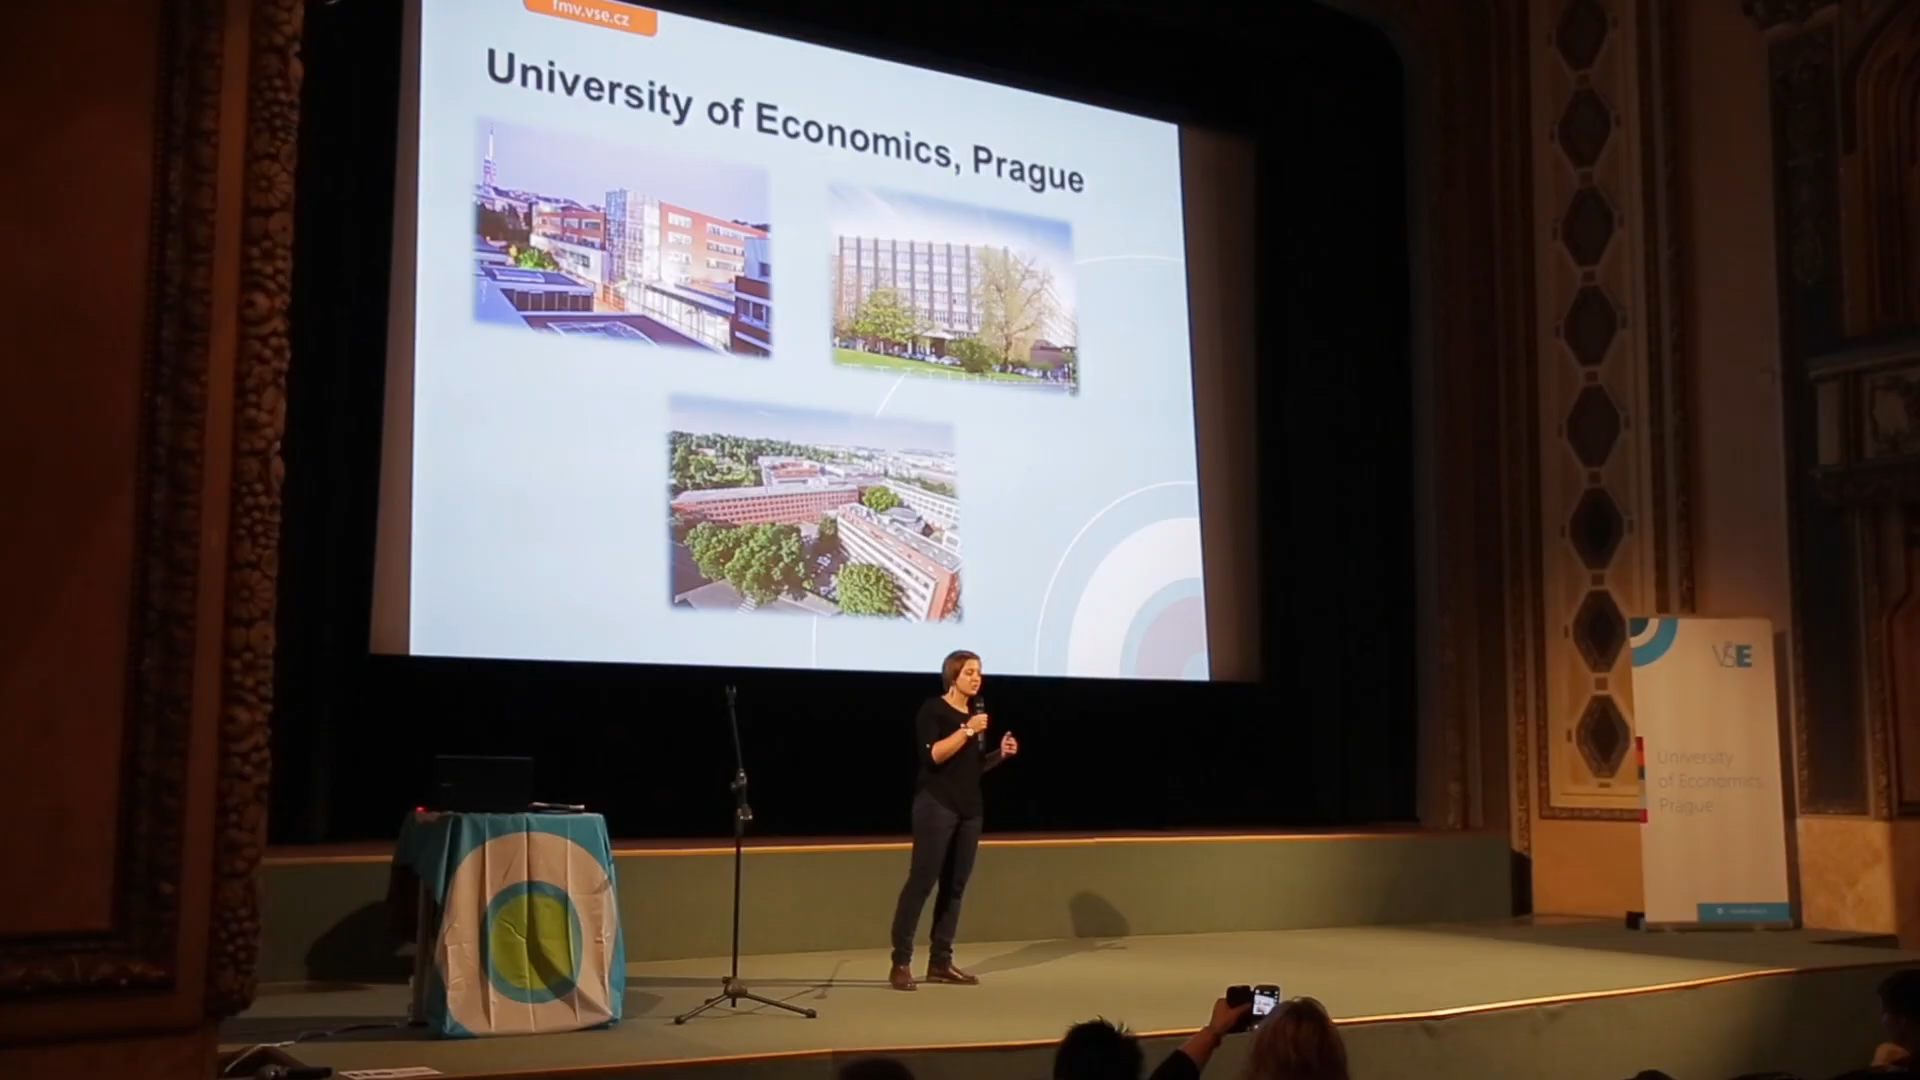 fmv.vse.cz
University of Economics, Prague
VŠE
University
of Economics
Prague